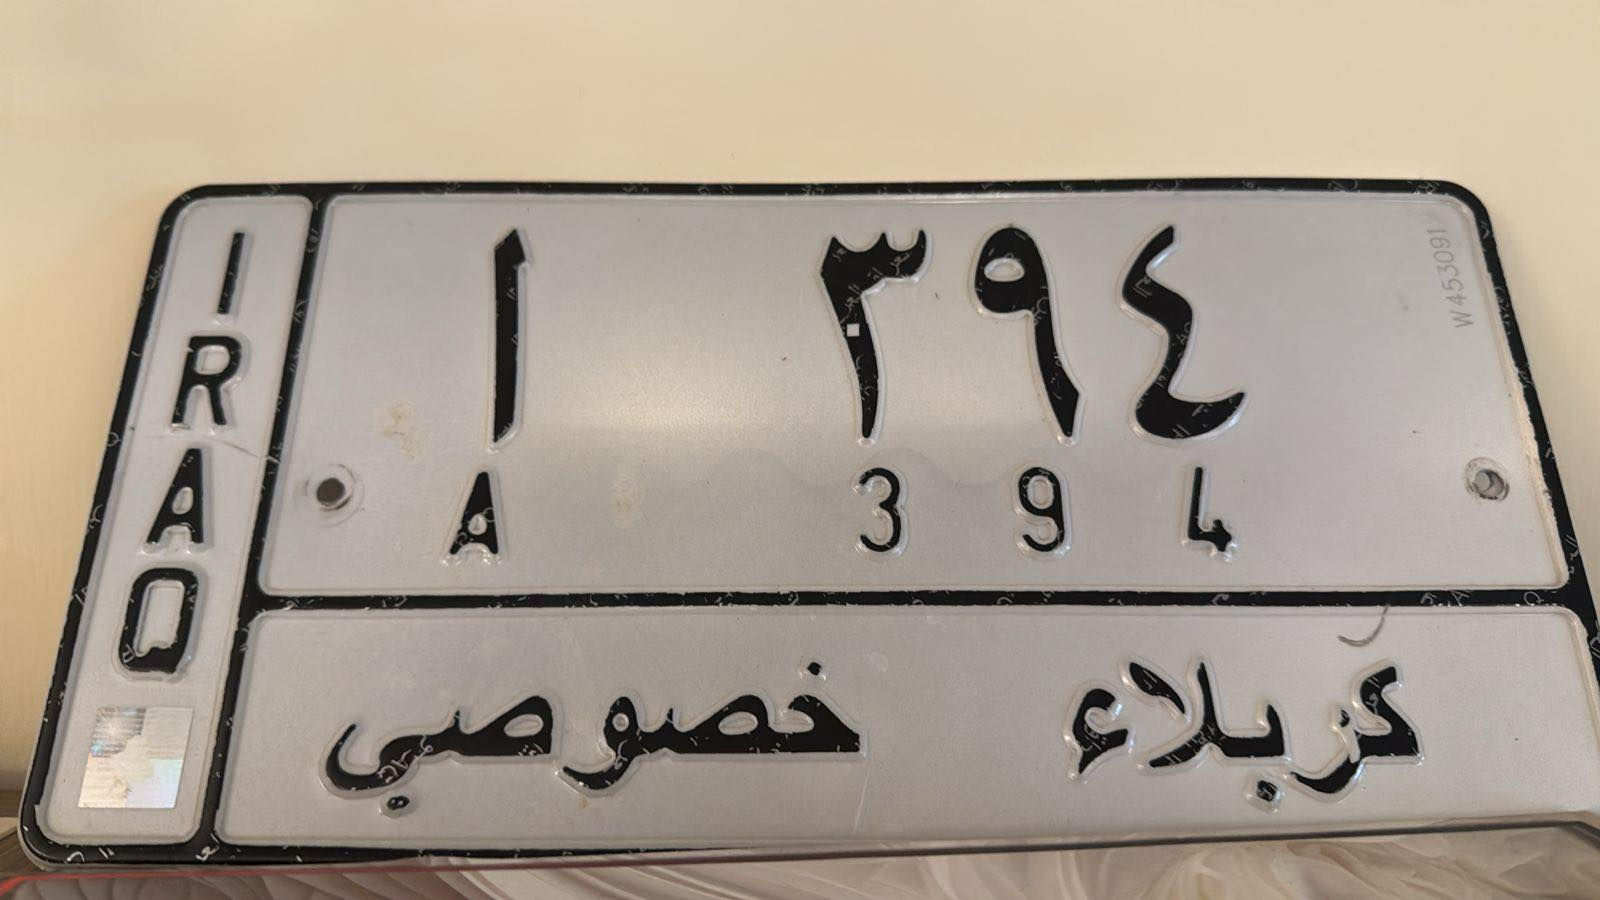 IRAQ
ا ٣٩٤
A 394
W453091
كربلاء خصوصي